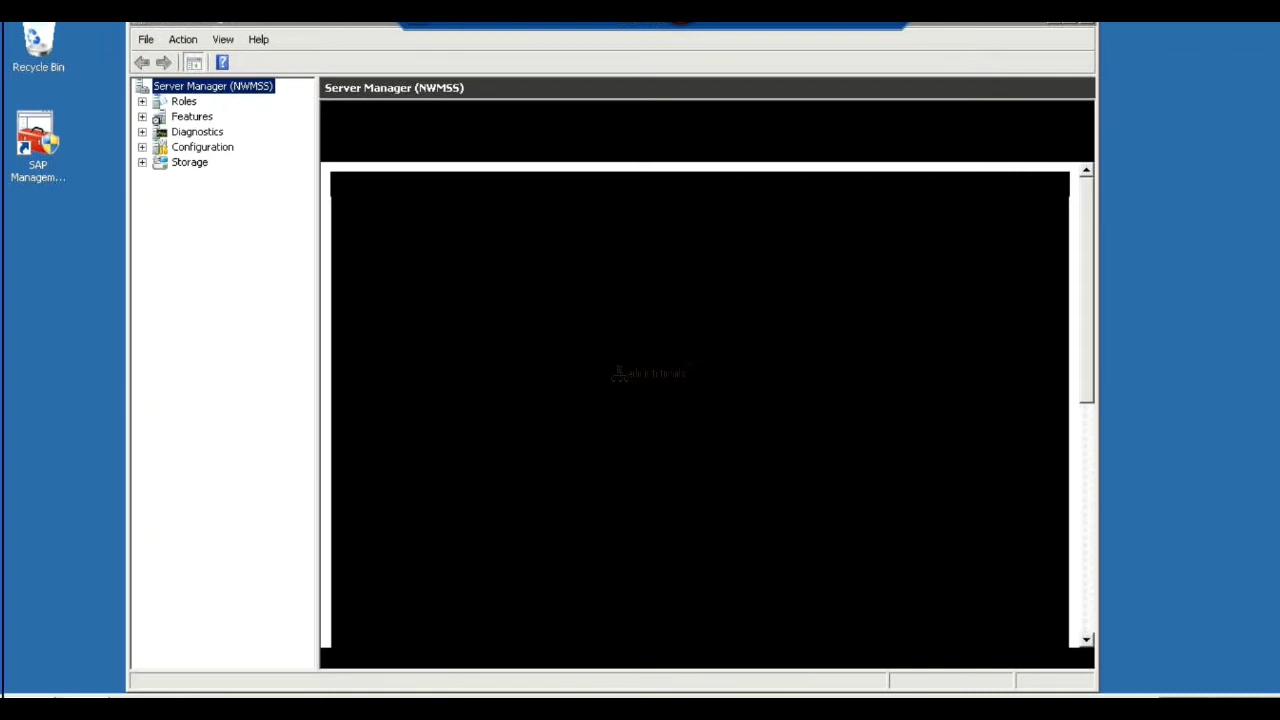 Recycle Bin
SAP
Managem...
File Action View Help
Server Manager (NWMSS)
Roles
Features
Diagnostics
Configuration
Storage
Server Manager (NWMSS)